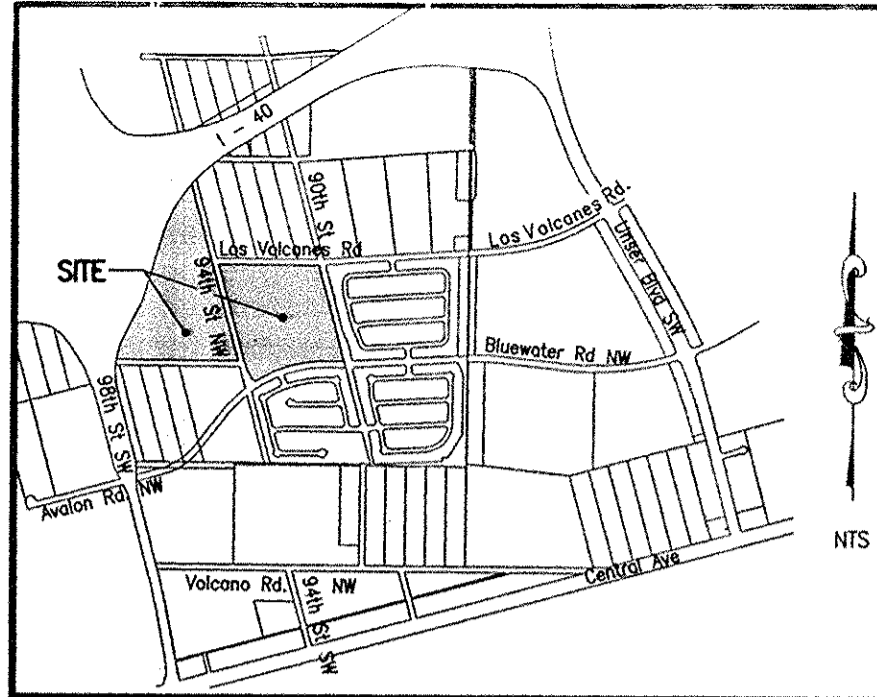 I - 40
90th St
Los Volcanes Rd.
Los Volcanes Rd
Unser Blvd SW
SITE
94th St NW
Bluewater Rd NW
98th St SW
Avalon Rd. NW
NTS
Volcano Rd. NW
94th St SW
Central Ave